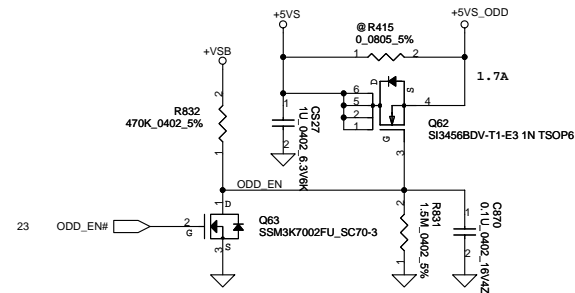 +5VS
+5VS_ODD
@R415
0_0805_5%
1
2
+VSB
1.7A
2
R832
470K_0402_5%
1
1
CS27
1U_0402_6.3V6K
2
6
5
2
1
D
S
G
4
3
Q62
SI3456BDV-T1-E3 1N TSOP6
ODD_EN
23
ODD_EN#
2
G
1
D
S
3
Q63
SSM3K7002FU_SC70-3
2
1
R831
1.5M_0402_5%
1
2
C870
0.1U_0402_16V4Z